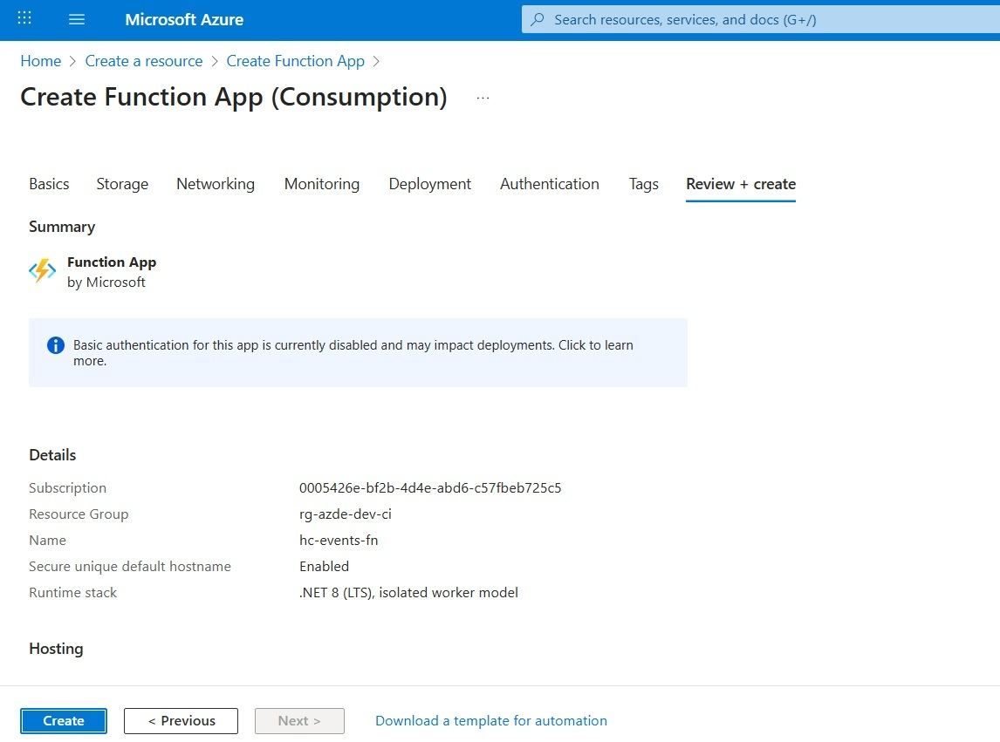 Microsoft Azure
Search resources, services, and docs (G+/)
Home > Create a resource > Create Function App >
Create Function App (Consumption) ...
Basics Storage Networking Monitoring Deployment Authentication Tags Review + create
Summary
Function App
by Microsoft
Basic authentication for this app is currently disabled and may impact deployments. Click to learn
more.
Details
Subscription 0005426e-bf2b-4d4e-abd6-c57fbeb725c5
Resource Group rg-azde-dev-ci
Name hc-events-fn
Secure unique default hostname Enabled
Runtime stack .NET 8 (LTS), isolated worker model
Hosting
Create < Previous Next > Download a template for automation